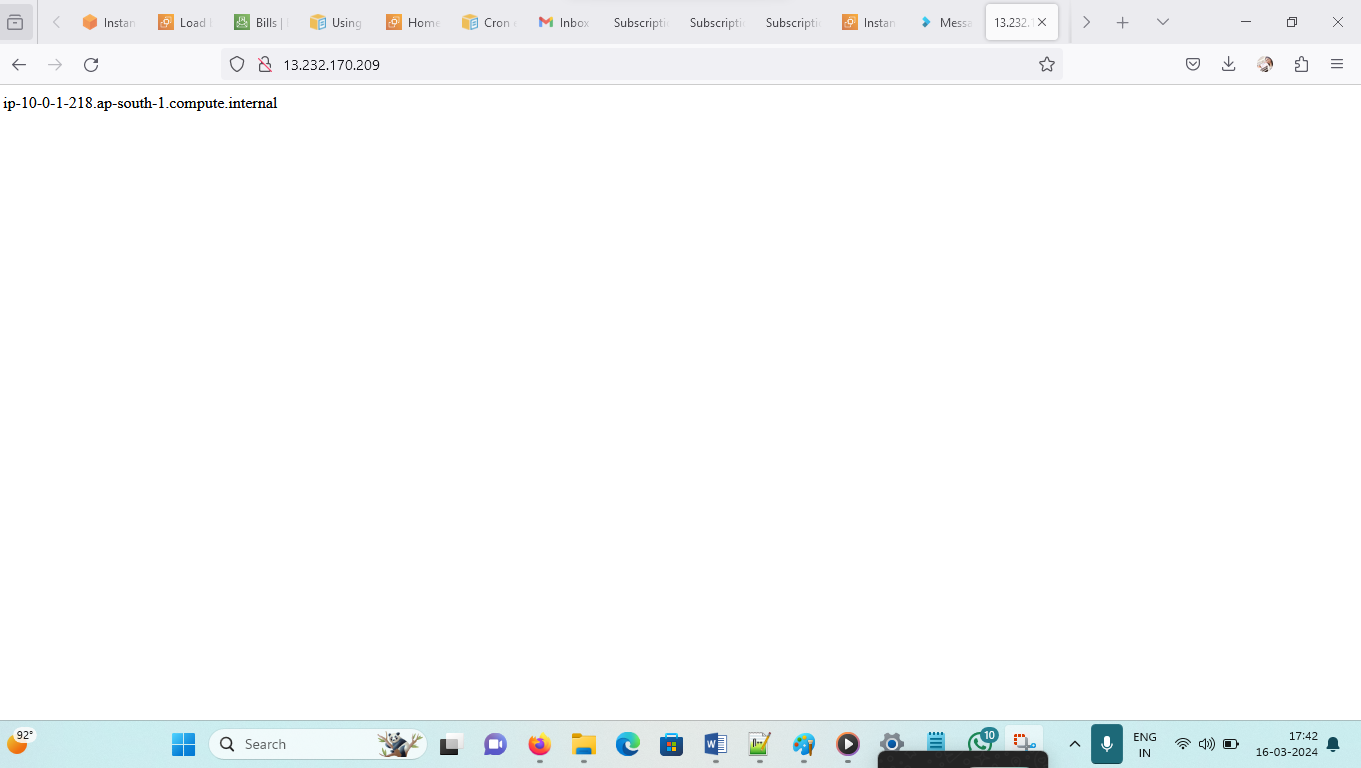 Instan
Load
Bills |
Using
Home
Cron
Inbox
Subscripti
Subscripti
Subscripti
Instan
Messa
13.232.1
13.232.170.209
ip-10-0-1-218.ap-south-1.compute.internal
92°
Search
10
ENG
IN
17:42
16-03-2024